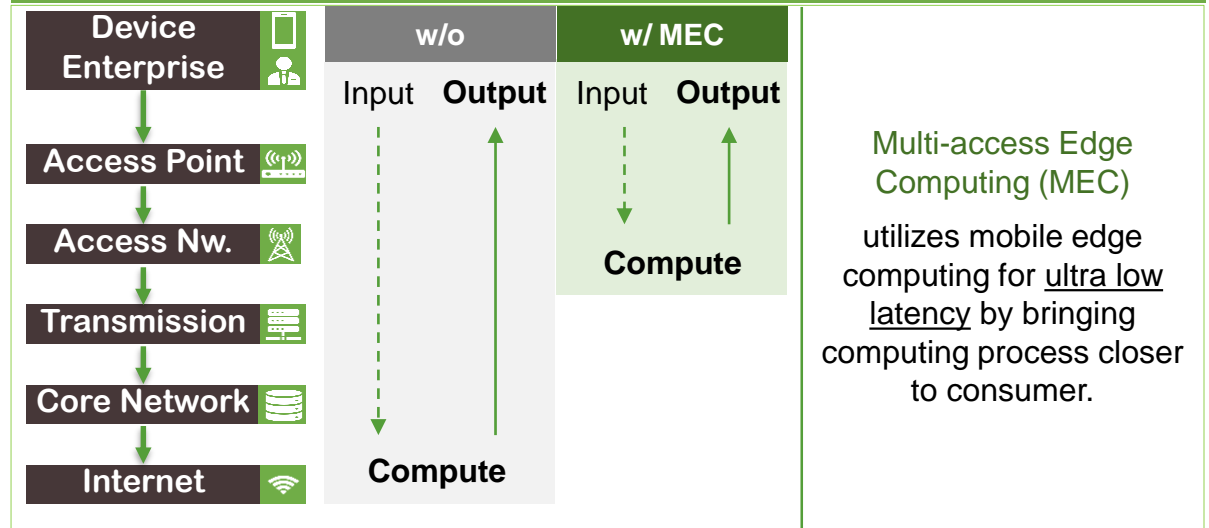 Device
Enterprise
Access Point
Access Nw.
Transmission
Core Network
Internet
w/o
Input Output
Compute
w/ MEC
Input Output
Compute
Multi-access Edge
Computing (MEC)
utilizes mobile edge
computing for ultra low
latency by bringing
computing process closer
to consumer.